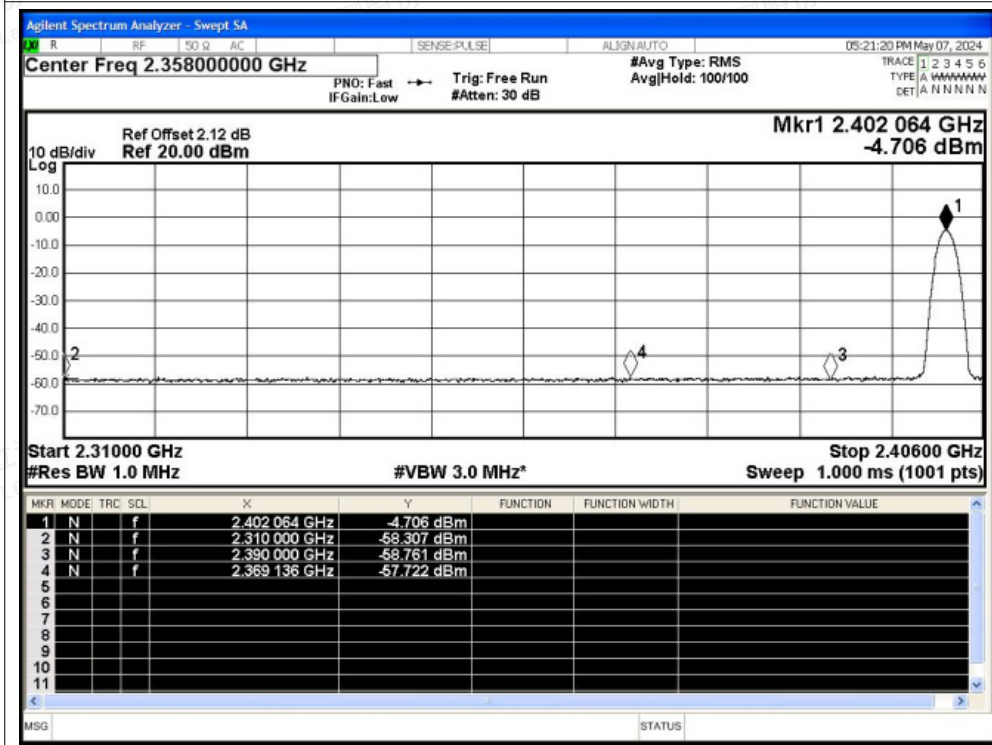 Agilent Spectrum Analyzer - Swept SA
LXI R RF 50 Ω AC SENSE:PULSE ALIGN AUTO 05:21:20 PM May 07, 2024
Center Freq 2.358000000 GHz #Avg Type: RMS TRACE 1 2 3 4 5 6
PNO: Fast Trig: Free Run Avg|Hold: 100/100 TYPE A WWWWW
IFGain:Low #Atten: 30 dB DET A N N N N N
Mkr1 2.402 064 GHz
Ref Offset 2.12 dB
10 dB/div Ref 20.00 dBm -4.706 dBm
Log
10.0
1
0.00
-10.0
-20.0
-30.0
-40.0
-50.0 2 4 3
-60.0
-70.0
Start 2.31000 GHz Stop 2.40600 GHz
#Res BW 1.0 MHz #VBW 3.0 MHz* Sweep 1.000 ms (1001 pts)
MKR MODE TRC SCL X Y FUNCTION FUNCTION WIDTH FUNCTION VALUE
1 N f 2.402 064 GHz -4.706 dBm
2 N f 2.310 000 GHz -58.307 dBm
3 N f 2.390 000 GHz -58.761 dBm
4 N f 2.369 136 GHz -57.722 dBm
5
6
7
8
9
10
11
MSG STATUS